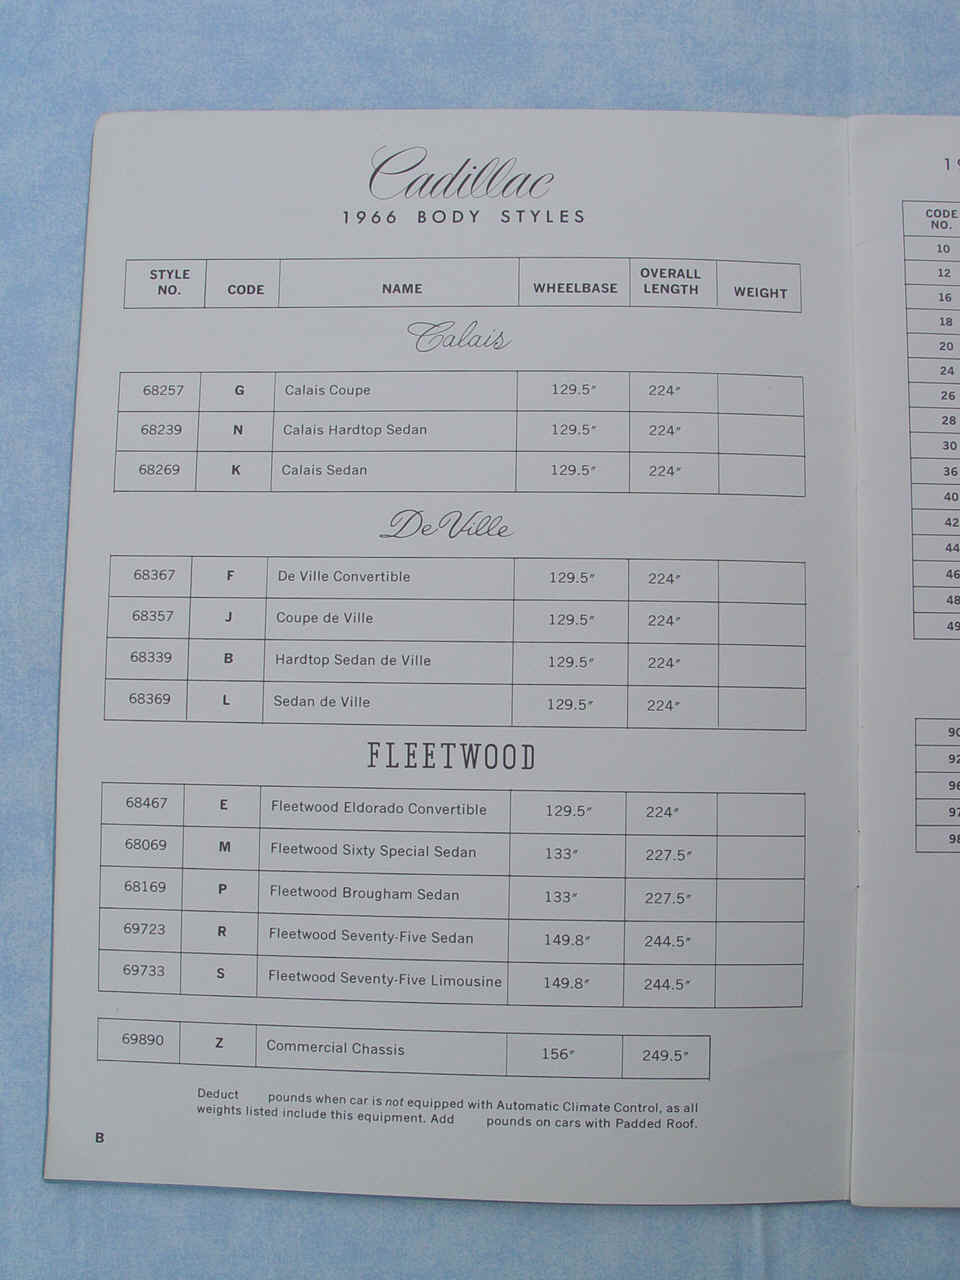 Cadillac
1966 BODY STYLES
STYLE NO. CODE NAME WHEELBASE OVERALL LENGTH WEIGHT
Calais
68257 G Calais Coupe 129.5″ 224″
68239 N Calais Hardtop Sedan 129.5″ 224″
68269 K Calais Sedan 129.5″ 224″
De Ville
68367 F De Ville Convertible 129.5″ 224″
68357 J Coupe de Ville 129.5″ 224″
68339 B Hardtop Sedan de Ville 129.5″ 224″
68369 L Sedan de Ville 129.5″ 224″
FLEETWOOD
68467 E Fleetwood Eldorado Convertible 129.5″ 224″
68069 M Fleetwood Sixty Special Sedan 133″ 227.5″
68169 P Fleetwood Brougham Sedan 133″ 227.5″
69723 R Fleetwood Seventy-Five Sedan 149.8″ 244.5″
69733 S Fleetwood Seventy-Five Limousine 149.8″ 244.5″
69890 Z Commercial Chassis 156″ 249.5″
Deduct pounds when car is not equipped with Automatic Climate Control, as all
weights listed include this equipment. Add pounds on cars with Padded Roof.
B
CODE
NO.
10
12
16
18
20
24
26
28
30
36
40
42
44
46
48
49
90
92
96
97
98